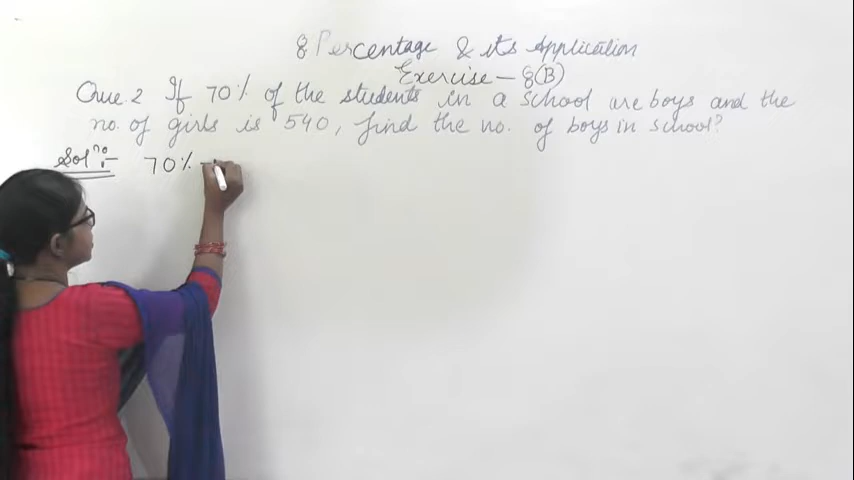 8 Percentage & its Application
Exercise - 8(B)
Que.2 If 70% of the students in a school are boys and the
no. of girls is 540, find the no. of boys in school?
Solno:- 70%